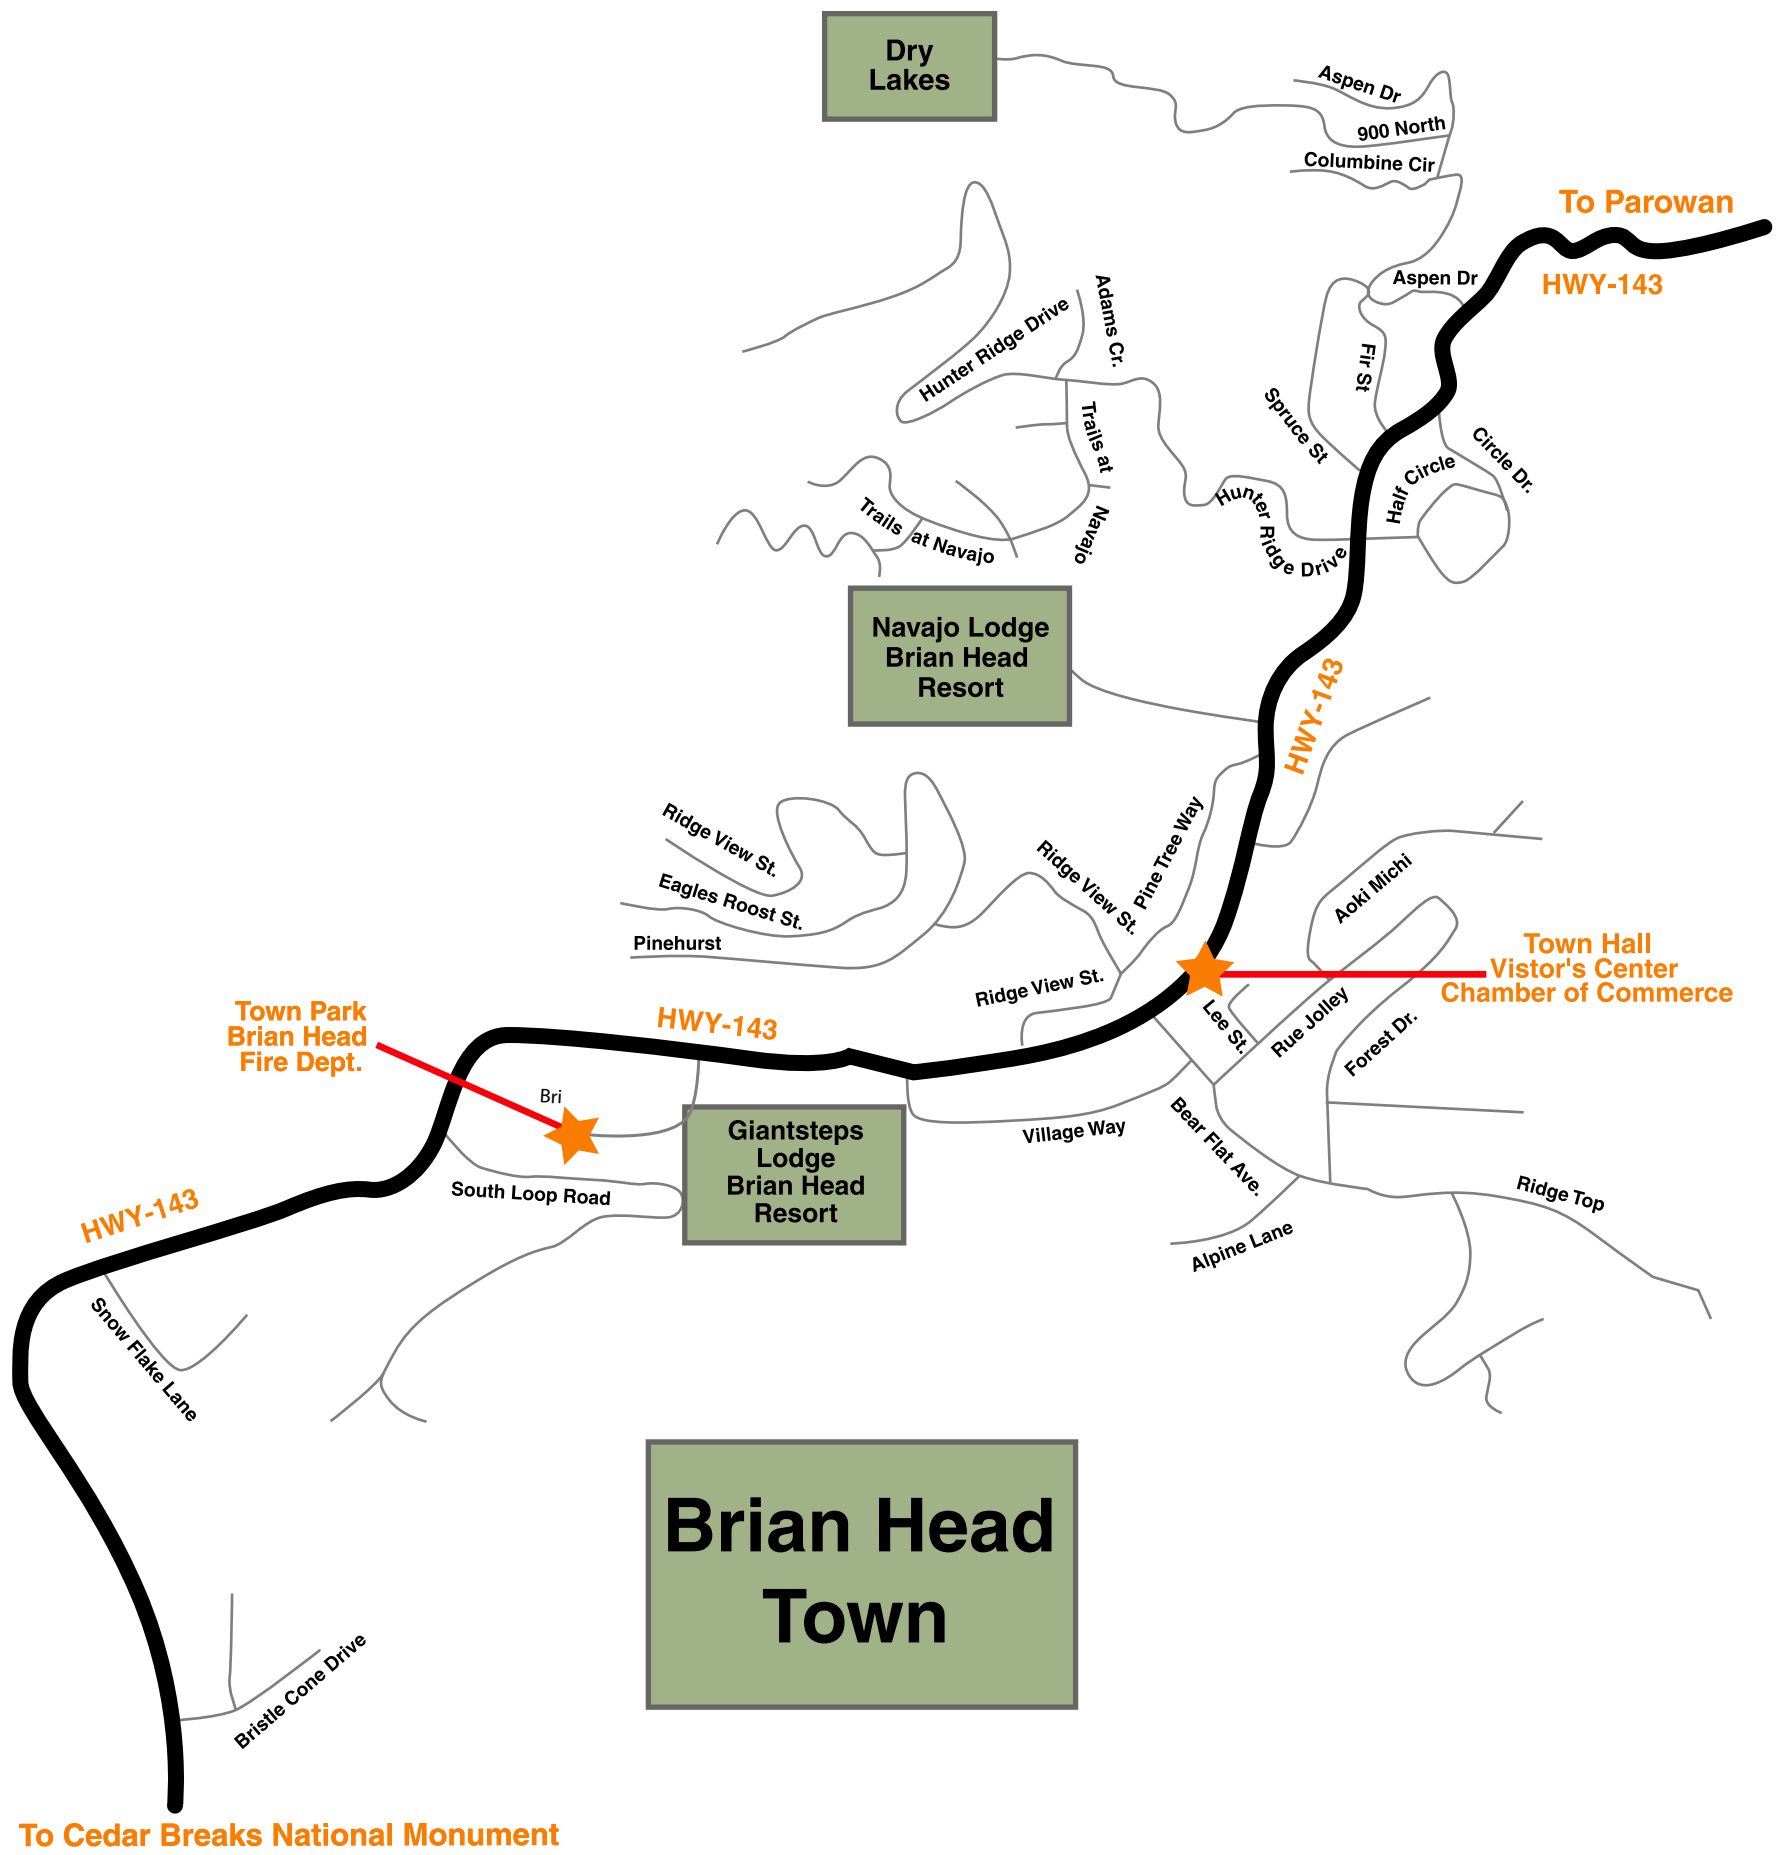 Dry
Lakes
Aspen Dr
900 North
Columbine Cir
To Parowan
HWY-143
Aspen Dr
Adams Cr.
Hunter Ridge Drive
Fir St
Spruce St
Trails at
Navajo
Circle Dr.
Half Circle
Hunter Ridge Drive
Trails at Navajo
Navajo Lodge
Brian Head
Resort
HWY-143
Pine Tree Way
Ridge View St.
Ridge View St.
Eagles Roost St.
Pinehurst
Aoki Michi
Town Hall
Vistor's Center
Chamber of Commerce
Ridge View St.
Lee St.
Rue Jolley
Forest Dr.
Town Park
Brian Head
Fire Dept.
HWY-143
Bri
Giantsteps
Lodge
Brian Head
Resort
Village Way
Bear Flat Ave.
South Loop Road
Ridge Top
Alpine Lane
HWY-143
Snow Flake Lane
Brian Head
Town
Bristle Cone Drive
To Cedar Breaks National Monument